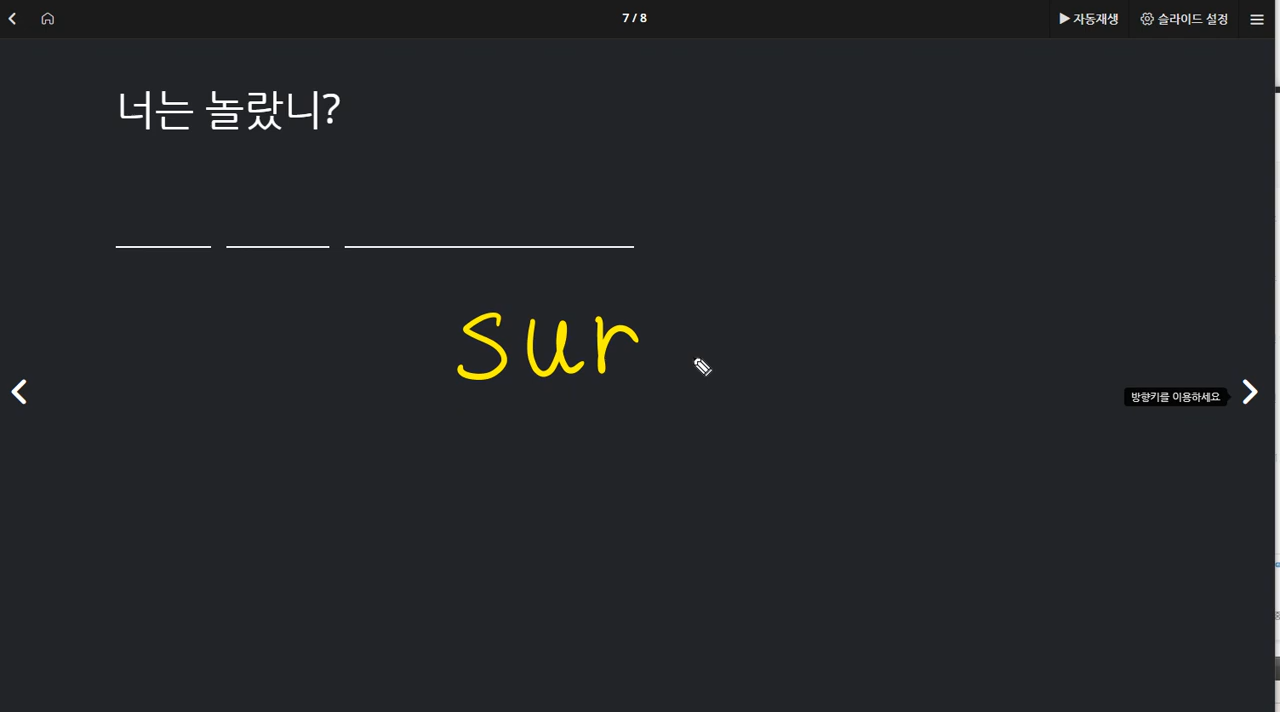 7 / 8
▶ 자동재생
슬라이드 설정
너는 놀랐니?
sur
방향키를 이용하세요